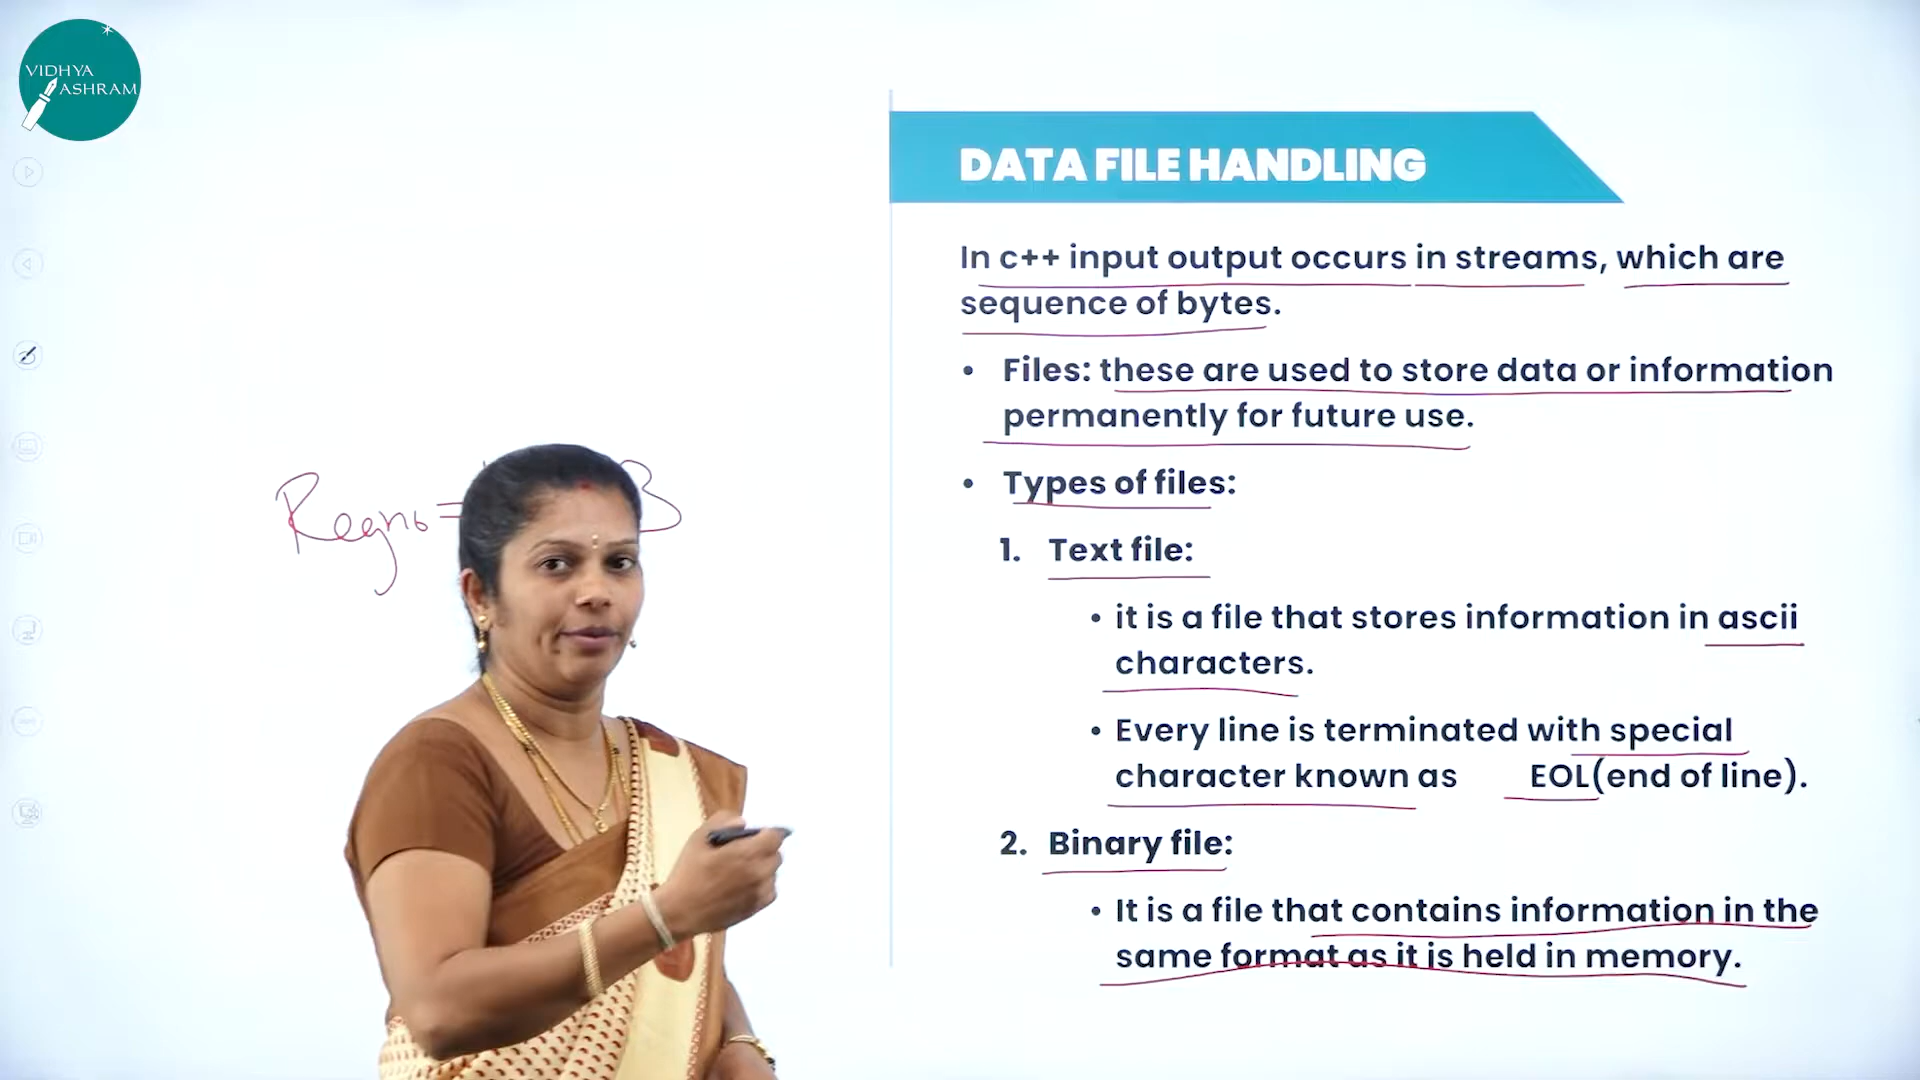 VIDHYA
ASHRAM
DATA FILE HANDLING
In c++ input output occurs in streams, which are
sequence of bytes.
• Files: these are used to store data or information
permanently for future use.
• Types of files:
Regno =
1. Text file:
• it is a file that stores information in ascii
characters.
• Every line is terminated with special
character known as EOL(end of line).
2. Binary file:
• It is a file that contains information in the
same format as it is held in memory.